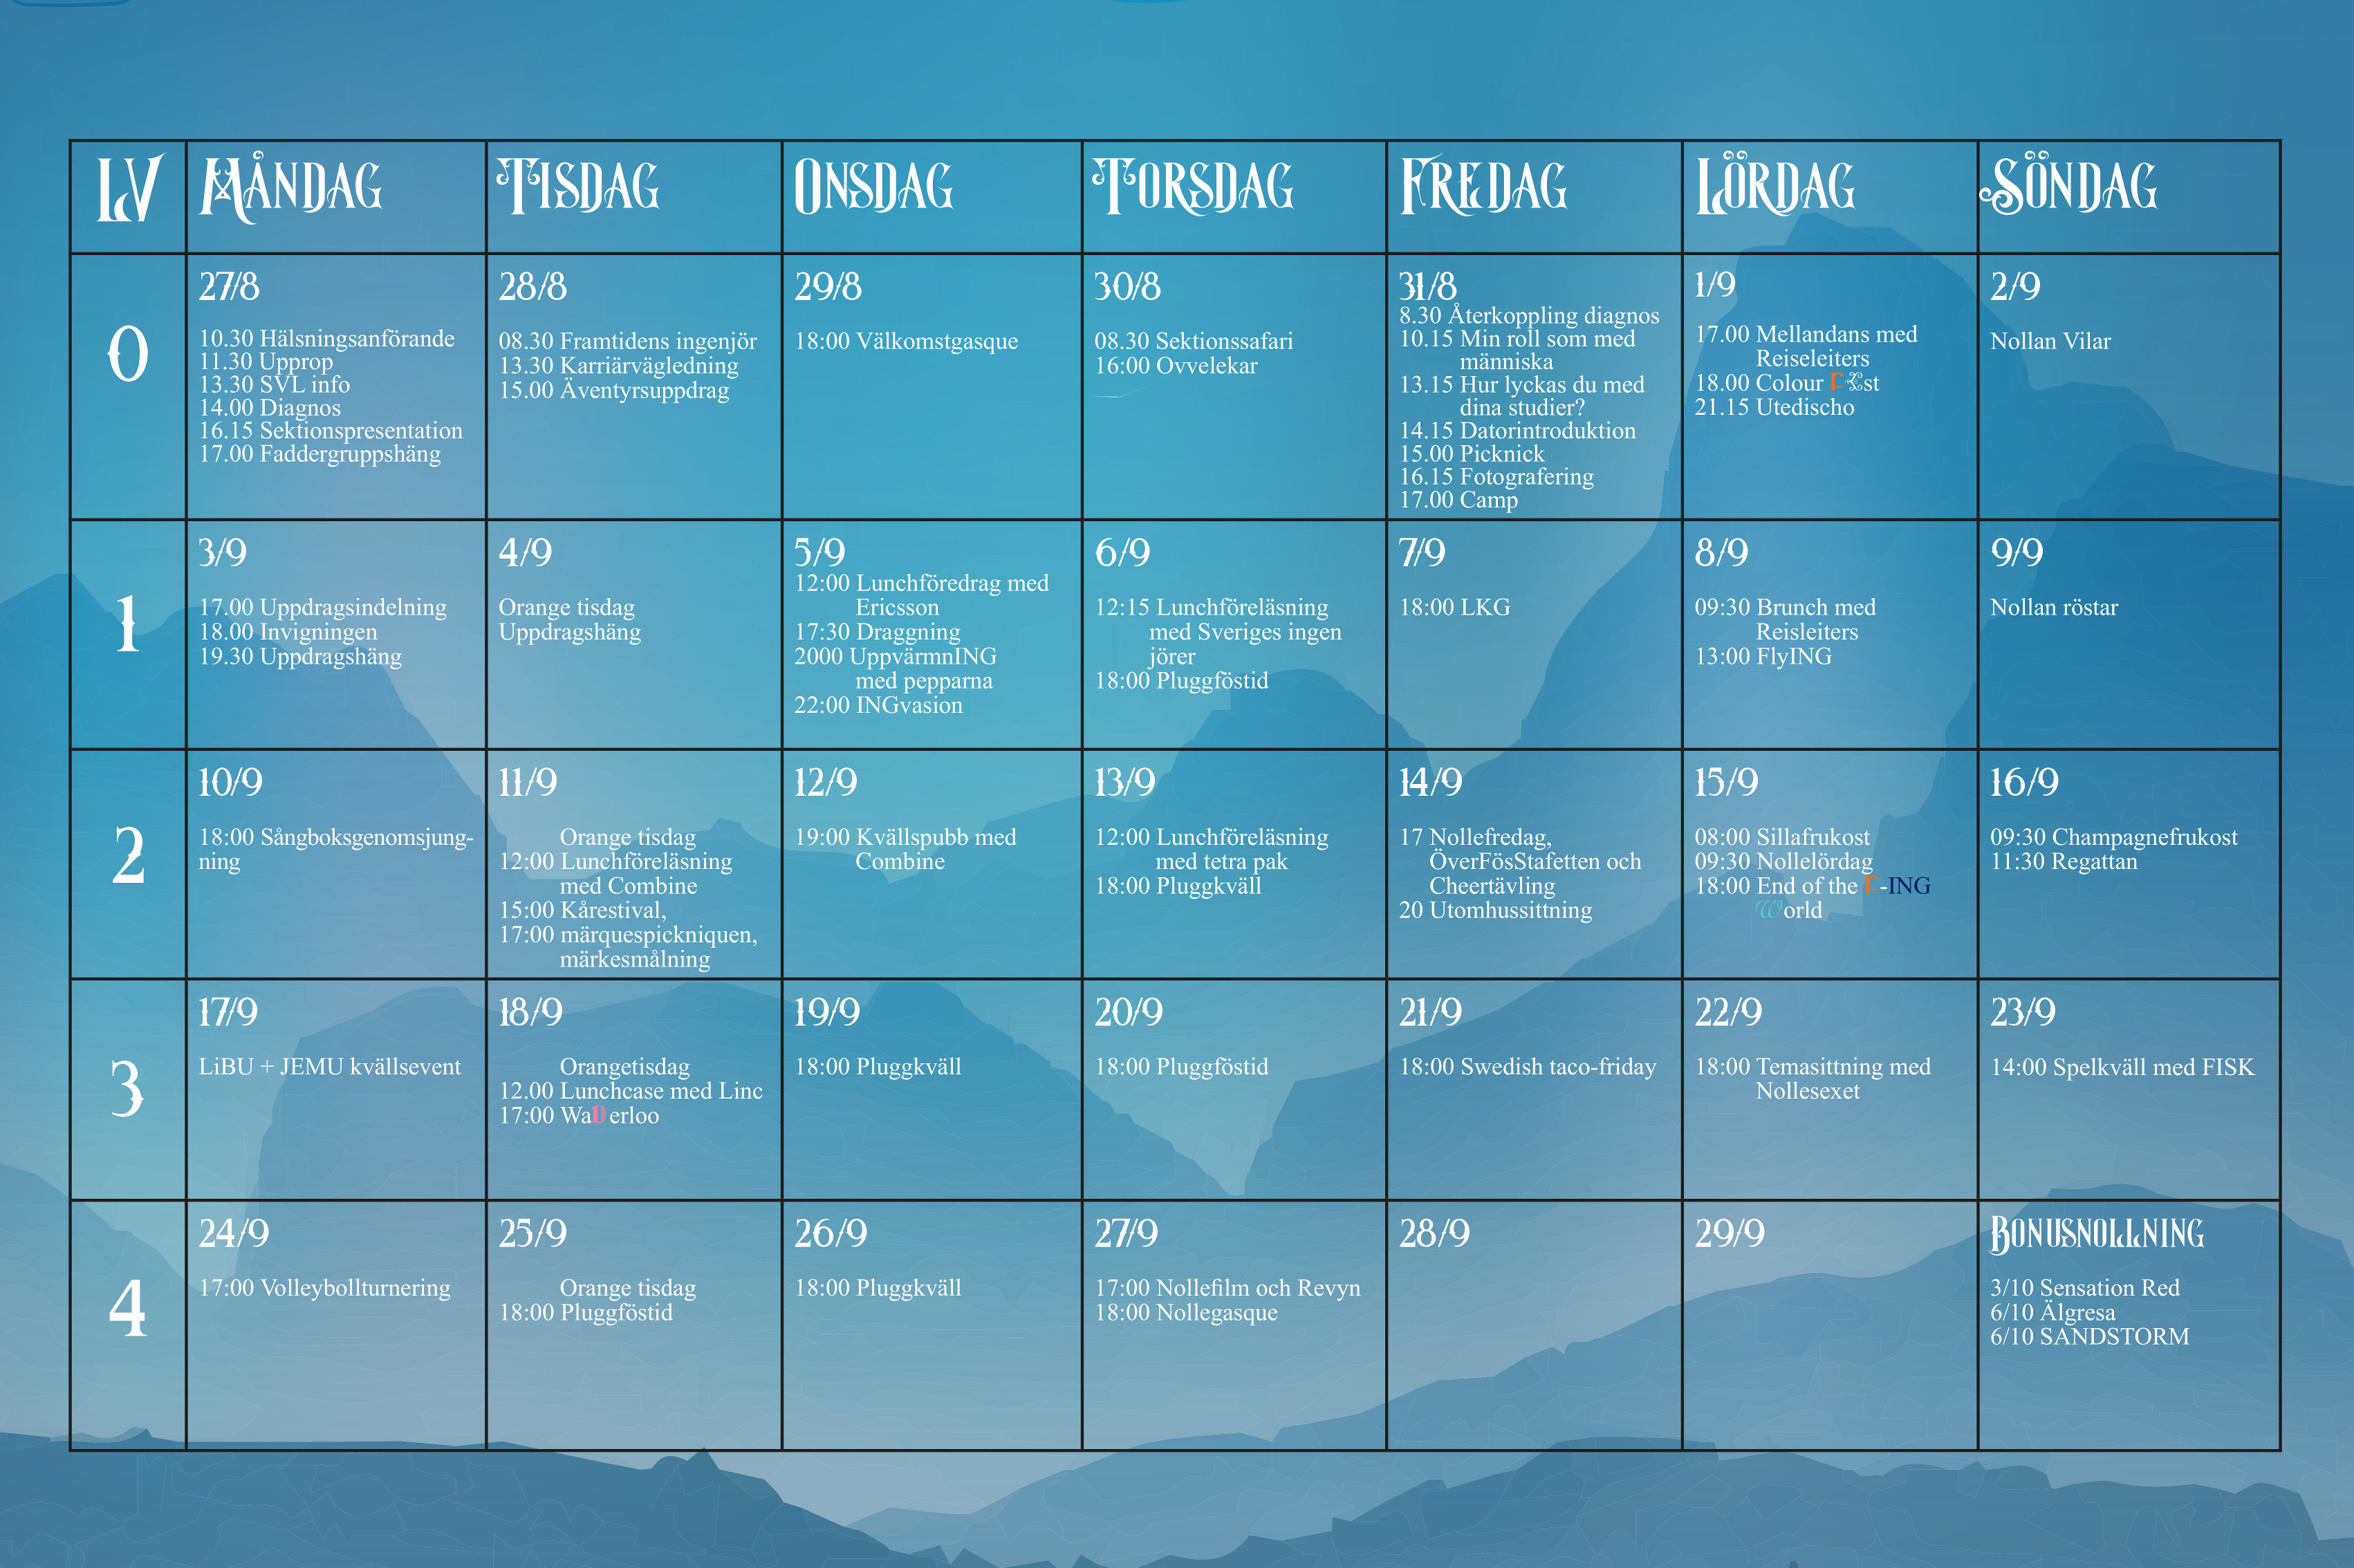 LV MÅNDAG TISDAG ONSDAG TORSDAG FREDAG LÖRDAG SÖNDAG
0
27/8
10.30 Hälsningsanförande
11.30 Upprop
13.30 SVL info
14.00 Diagnos
16.15 Sektionspresentation
17.00 Faddergruppshäng
28/8
08.30 Framtidens ingenjör
13.30 Karriärvägledning
15.00 Äventyrsuppdrag
29/8
18:00 Välkomstgasque
30/8
08.30 Sektionssafari
16:00 Ovvelekar
31/8
8.30 Återkoppling diagnos
10.15 Min roll som med
människa
13.15 Hur lyckas du med
dina studier?
14.15 Datorintroduktion
15.00 Picknick
16.15 Fotografering
17.00 Camp
1/9
17.00 Mellandans med
Reiseleiters
18.00 Colour
21.15 Utedischo
2/9
Nollan Vilar
1
3/9
17.00 Uppdragsindelning
18.00 Invigningen
19.30 Uppdragshäng
4/9
Orange tisdag
Uppdragshäng
5/9
12:00 Lunchföredrag med
Ericsson
17:30 Draggning
2000 UppvärmnING
med pepparna
22:00 INGvasion
6/9
12:15 Lunchföreläsning
med Sveriges ingen
jörer
18:00 Pluggföstid
7/9
18:00 LKG
8/9
09:30 Brunch med
Reisleiters
13:00 FlyING
9/9
Nollan röstar
2
10/9
18:00 Sångboksgenomsjung-
ning
11/9
Orange tisdag
12:00 Lunchföreläsning
med Combine
15:00 Kårestival,
17:00 märquespickniquen,
märkesmålning
12/9
19:00 Kvällspubb med
Combine
13/9
12:00 Lunchföreläsning
med tetra pak
18:00 Pluggkväll
14/9
17 Nollefredag,
ÖverFösStafetten och
Cheertävling
20 Utomhussittning
15/9
08:00 Sillafrukost
09:30 Nollelördag
18:00 End of the F-ING
World
16/9
09:30 Champagnefrukost
11:30 Regattan
3
17/9
LiBU + JEMU kvällsevent
18/9
Orangetisdag
12.00 Lunchcase med Linc
17:00 WaDerloo
19/9
18:00 Pluggkväll
20/9
18:00 Pluggföstid
21/9
18:00 Swedish taco-friday
22/9
18:00 Temasittning med
Nollesexet
23/9
14:00 Spelkväll med FISK
4
24/9
17:00 Volleybollturnering
25/9
Orange tisdag
18:00 Pluggföstid
26/9
18:00 Pluggkväll
27/9
17:00 Nollefilm och Revyn
18:00 Nollegasque
28/9
29/9
BONUSNOLLNING
3/10 Sensation Red
6/10 Älgresa
6/10 SANDSTORM